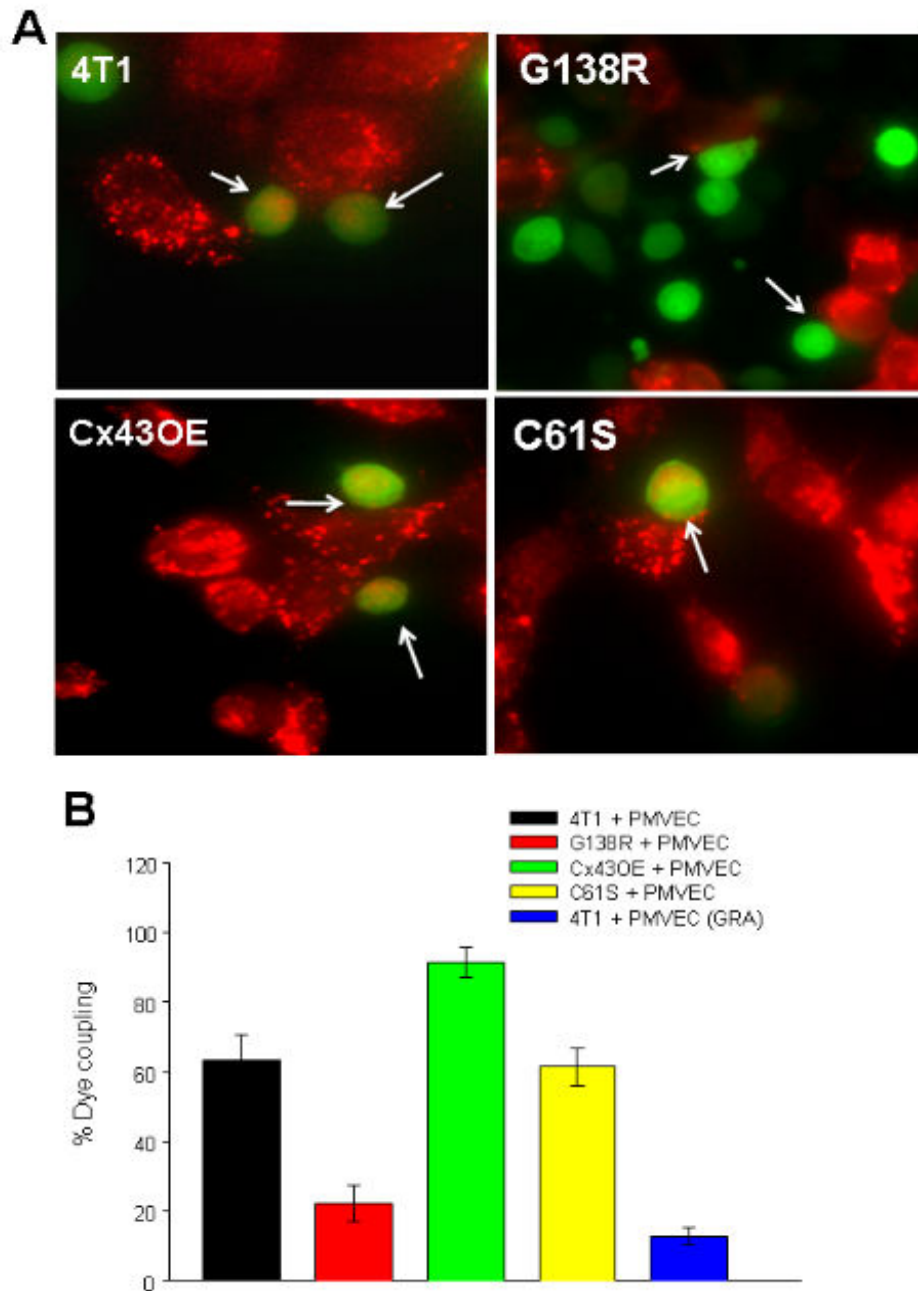 A
4T1
G138R
Cx43OE
C61S
B
4T1 + PMVEC
G138R + PMVEC
Cx43OE + PMVEC
C61S + PMVEC
4T1 + PMVEC (GRA)
% Dye coupling
120
100
80
60
40
20
0